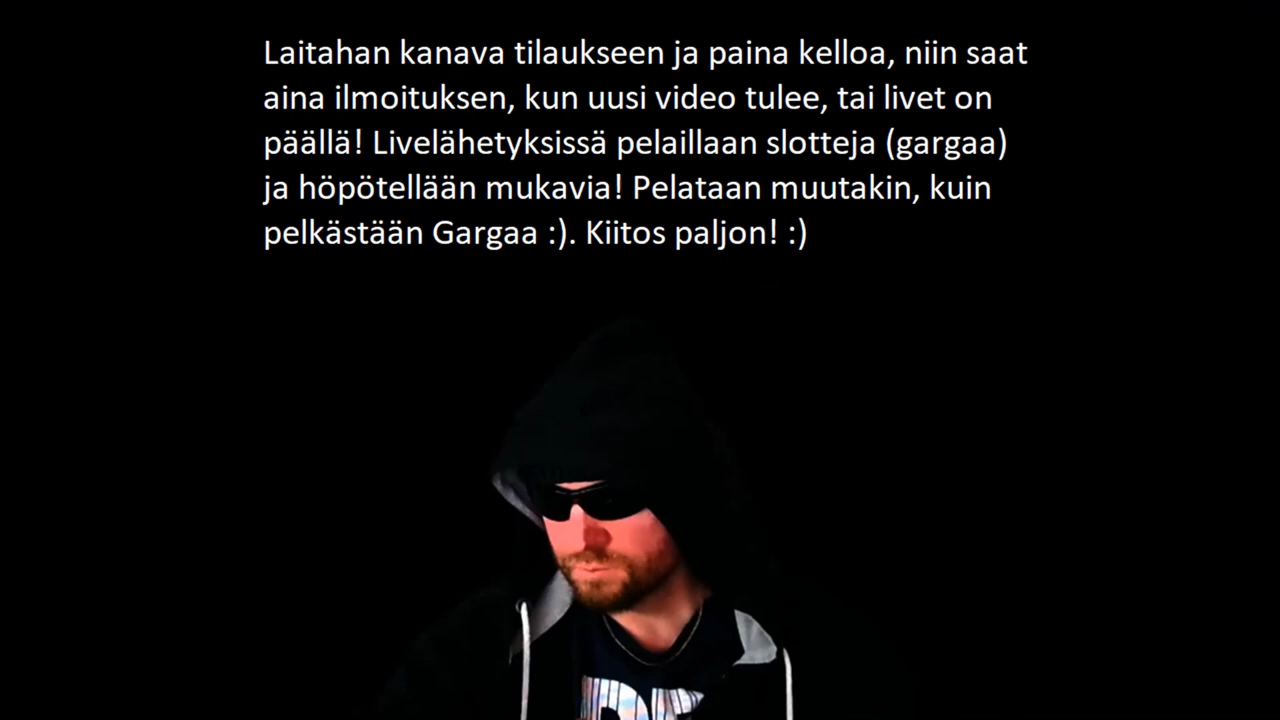 Laitahan kanava tilaukseen ja paina kelloa, niin saat
aina ilmoituksen, kun uusi video tulee, tai livet on
päällä! Livelähetyksissä pelaillaan slotteja (gargaa)
ja höpötellään mukavia! Pelataan muutakin, kuin
pelkästään Gargaa :). Kiitos paljon! :)